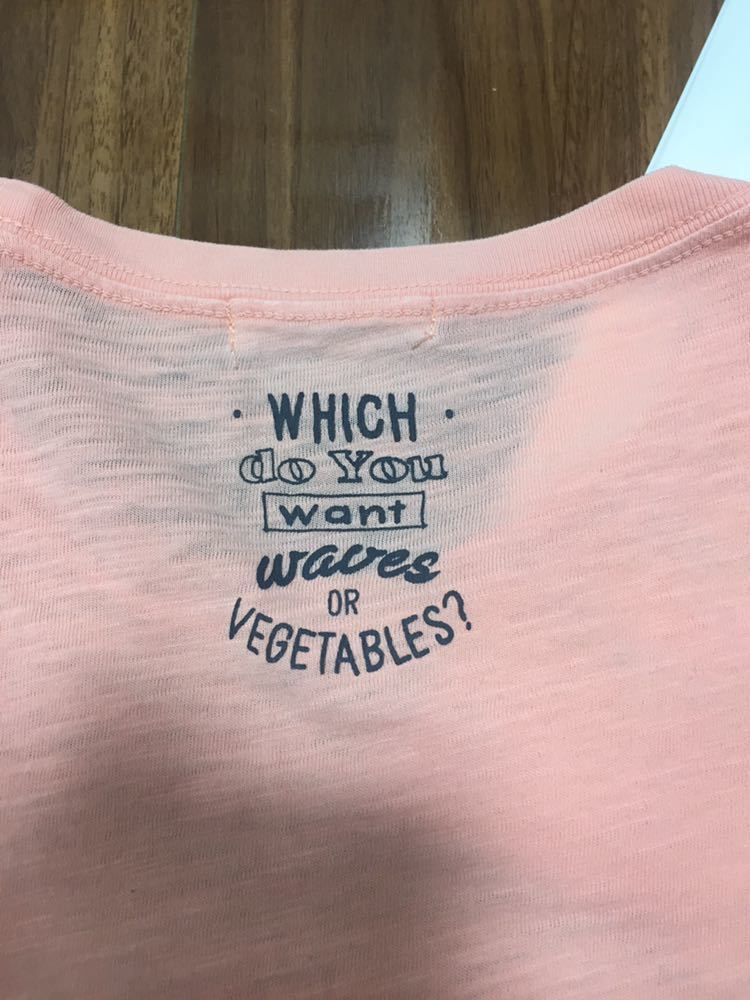 · WHICH ·
do You
want
waves
OR
VEGETABLES?